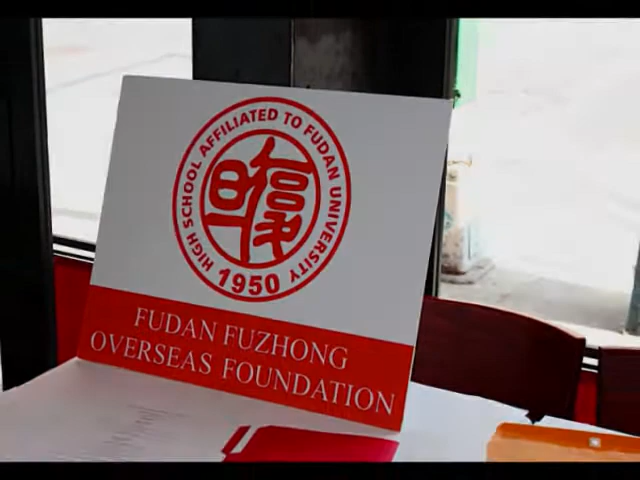 HIGH SCHOOL AFFILIATED TO FUDAN UNIVERSITY
1950
FUDAN FUZHONG
OVERSEAS FOUNDATION